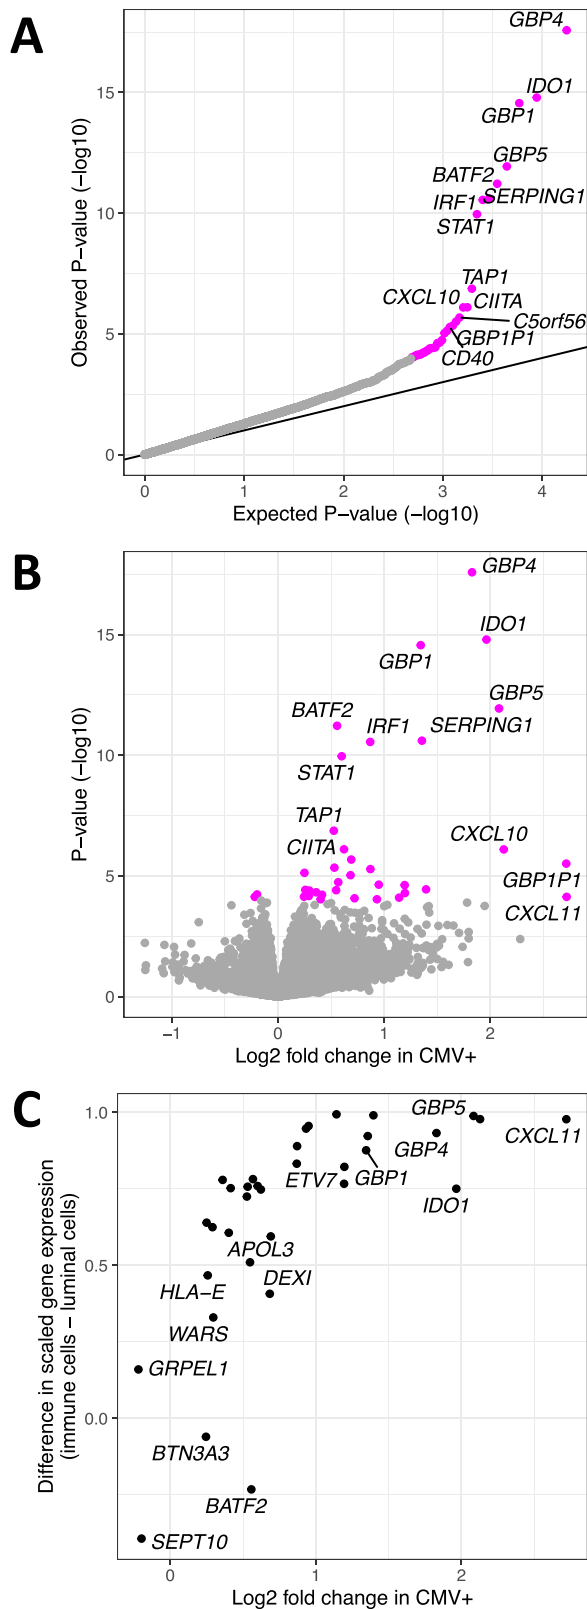 A
GBP4
IDO1
GBP1
GBP5
BATF2
IRF1
SERPING1
STAT1
TAP1
CXCL10
CIITA
C5orf56
GBP1P1
CD40
15
10
5
0
0 1 2 3 4
Observed P−value (−log10)
Expected P−value (−log10)
B
GBP4
IDO1
GBP1
GBP5
BATF2
IRF1
SERPING1
STAT1
TAP1
CIITA
CXCL10
GBP1P1
CXCL11
15
10
5
0
−1 0 1 2
P−value (−log10)
Log2 fold change in CMV+
C
GBP5
CXCL11
GBP4
GBP1
ETV7
IDO1
APOL3
DEXI
HLA−E
WARS
GRPEL1
BTN3A3
BATF2
SEPT10
1.0
0.5
0.0
0 1 2
Difference in scaled gene expression
(immune cells − luminal cells)
Log2 fold change in CMV+